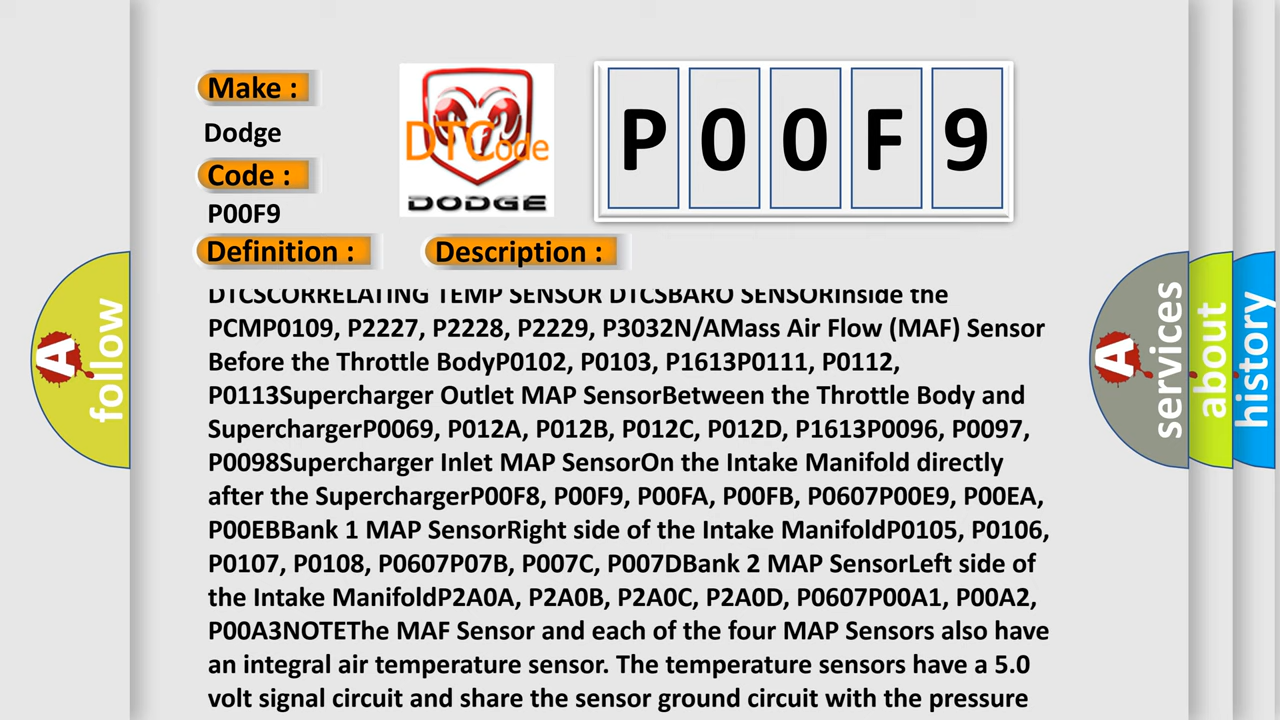 Make :
Dodge
Code :
P00F9
DTCode
DODGE
P 0 0 F 9
Definition :
Description :
DTCSCORRELATING TEMP SENSOR DTCSBARO SENSORInside the
PCMP0109, P2227, P2228, P2229, P3032N/AMass Air Flow (MAF) Sensor
Before the Throttle BodyP0102, P0103, P1613P0111, P0112,
P0113Supercharger Outlet MAP SensorBetween the Throttle Body and
SuperchargerP0069, P012A, P012B, P012C, P012D, P1613P0096, P0097,
P0098Supercharger Inlet MAP SensorOn the Intake Manifold directly
after the SuperchargerP00F8, P00F9, P00FA, P00FB, P0607P00E9, P00EA,
P00EBBank 1 MAP SensorRight side of the Intake ManifoldP0105, P0106,
P0107, P0108, P0607P07B, P007C, P007DBank 2 MAP SensorLeft side of
the Intake ManifoldP2A0A, P2A0B, P2A0C, P2A0D, P0607P00A1, P00A2,
P00A3NOTEThe MAF Sensor and each of the four MAP Sensors also have
an integral air temperature sensor. The temperature sensors have a 5.0
volt signal circuit and share the sensor ground circuit with the pressure
A
follow
A
services
about
history